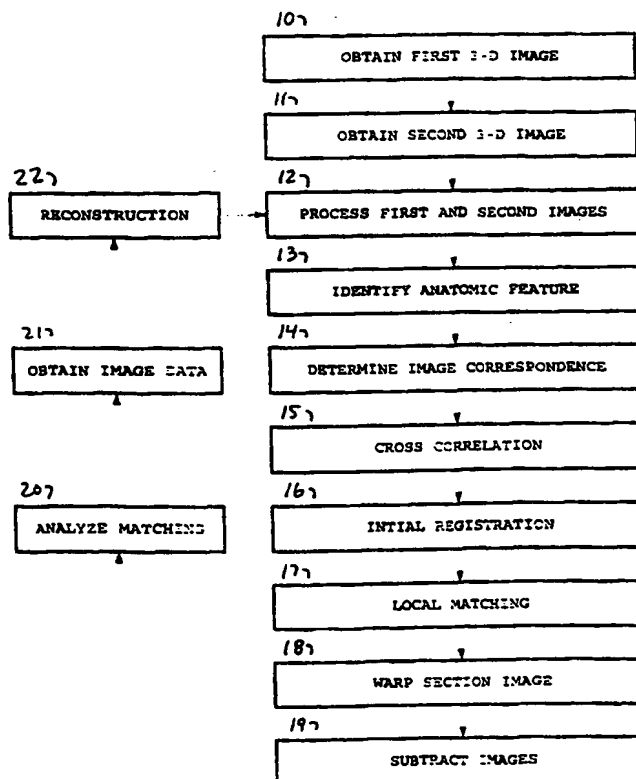 10
OBTAIN FIRST 3-D IMAGE
11
OBTAIN SECOND 3-D IMAGE
22
RECONSTRUCTION
12
PROCESS FIRST AND SECOND IMAGES
13
IDENTIFY ANATOMIC FEATURE
21
OBTAIN IMAGE DATA
14
DETERMINE IMAGE CORRESPONDENCE
15
CROSS CORRELATION
20
ANALYZE MATCHING
16
INTIAL REGISTRATION
17
LOCAL MATCHING
18
WARP SECTION IMAGE
19
SUBTRACT IMAGES